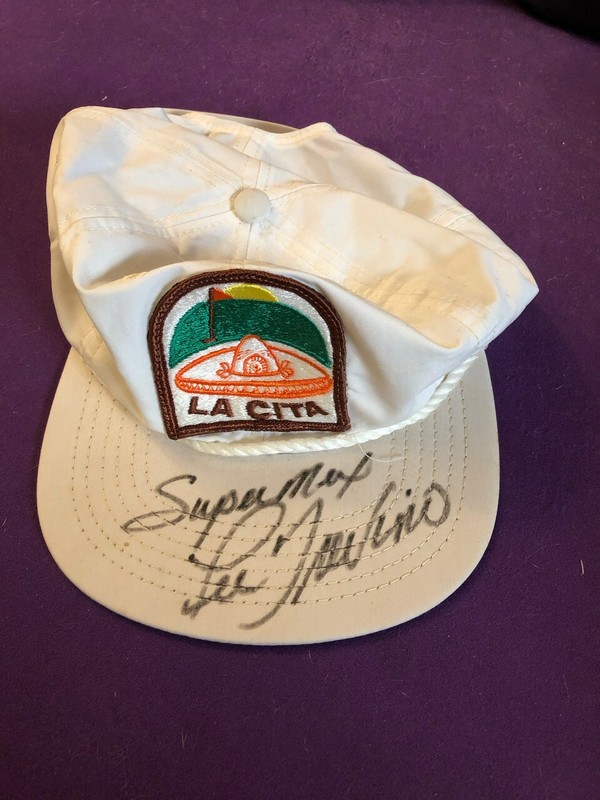 LA CITA
Super Mex
Lee Trevino